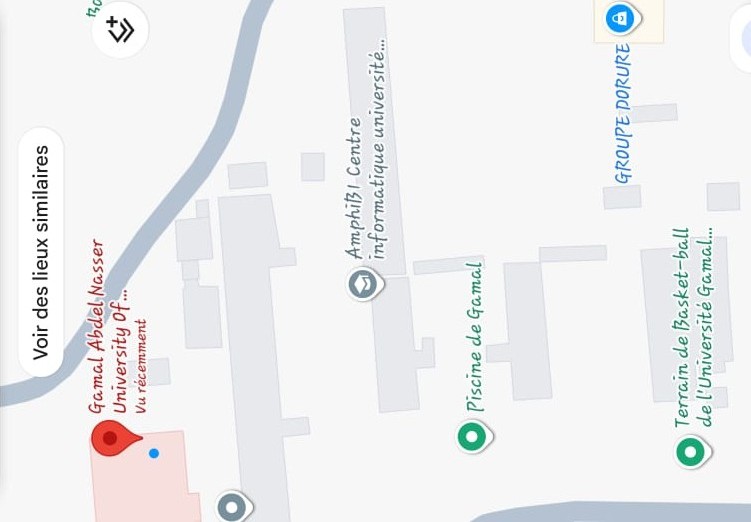 Voir des lieux similaires
Gamal Abdel Nasser
University Of...
Vu récemment
AmphiB1 Centre
informatique université...
Piscine de Gamal
GROUPE DORURE
Terrain de Basket-ball
de l'Université Gamal...